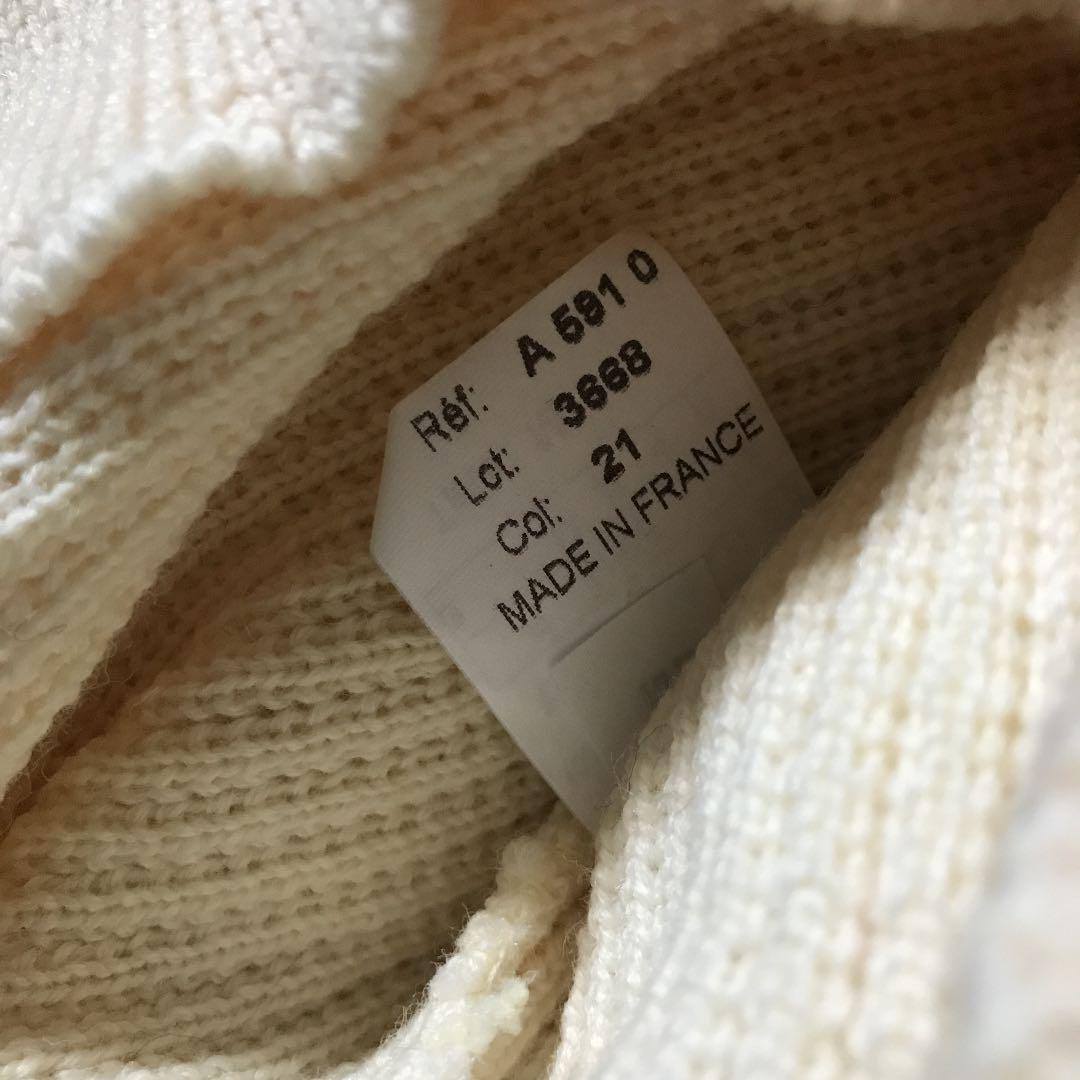 Réf: A 591 0
Lot: 3668
Col: 21
MADE IN FRANCE